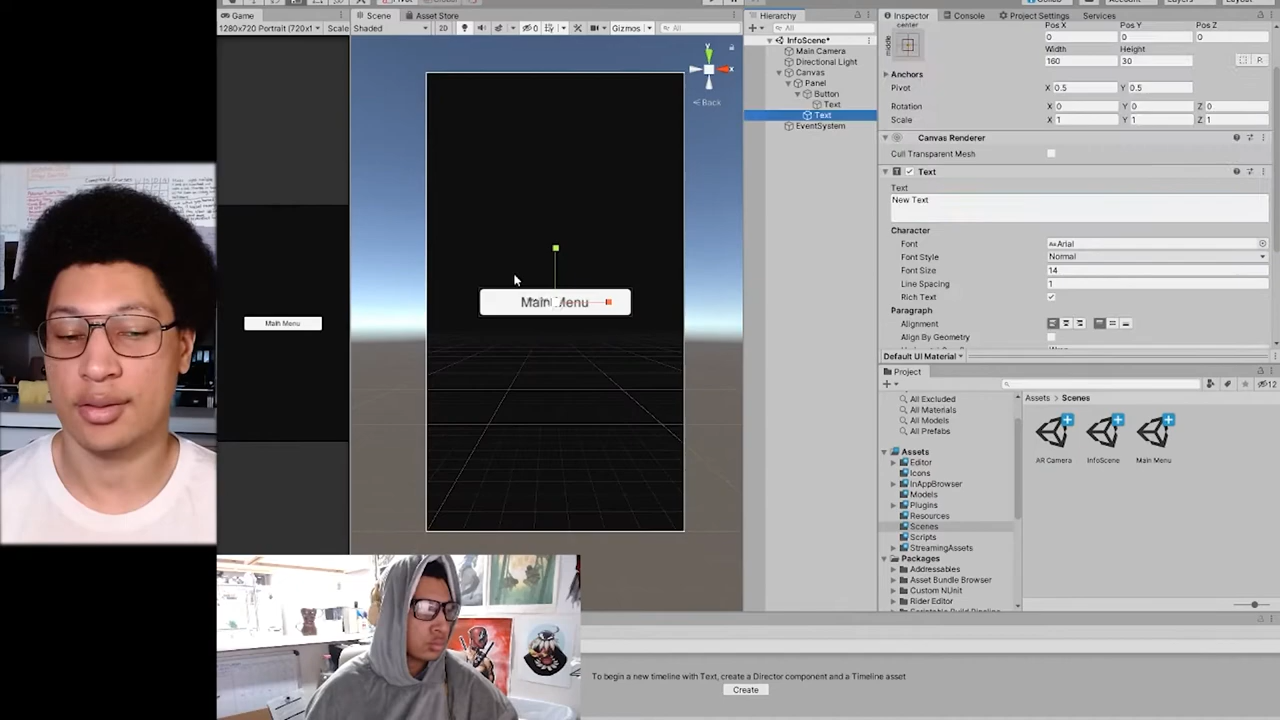 Game
1280x720 Portrait (720x1
Scale
Scene
Asset Store
Shaded
2D
0
Gizmos
All
y
x
Back
Main Menu
Main Menu
Hierarchy
All
InfoScene*
Main Camera
Directional Light
Canvas
Panel
Button
Text
Text
EventSystem
Inspector
Console
Project Settings
Services
center
middle
Pos X
Pos Y
Pos Z
0
0
0
Width
Height
160
30
R
Anchors
Pivot
X 0.5
Y 0.5
Rotation
X 0
Y 0
Z 0
Scale
X 1
Y 1
Z 1
Canvas Renderer
Cull Transparent Mesh
Text
Text
New Text
Character
Font
Arial
Font Style
Normal
Font Size
14
Line Spacing
1
Rich Text
Paragraph
Alignment
Align By Geometry
Default UI Material
Project
12
All Excluded
All Materials
All Models
All Prefabs
Assets
Editor
Icons
InAppBrowser
Models
Plugins
Resources
Scenes
Scripts
StreamingAssets
Packages
Addressables
Asset Bundle Browser
Custom NUnit
Rider Editor
Assets > Scenes
AR Camera
InfoScene
Main Menu
To begin a new timeline with Text, create a Director component and a Timeline asset
Create